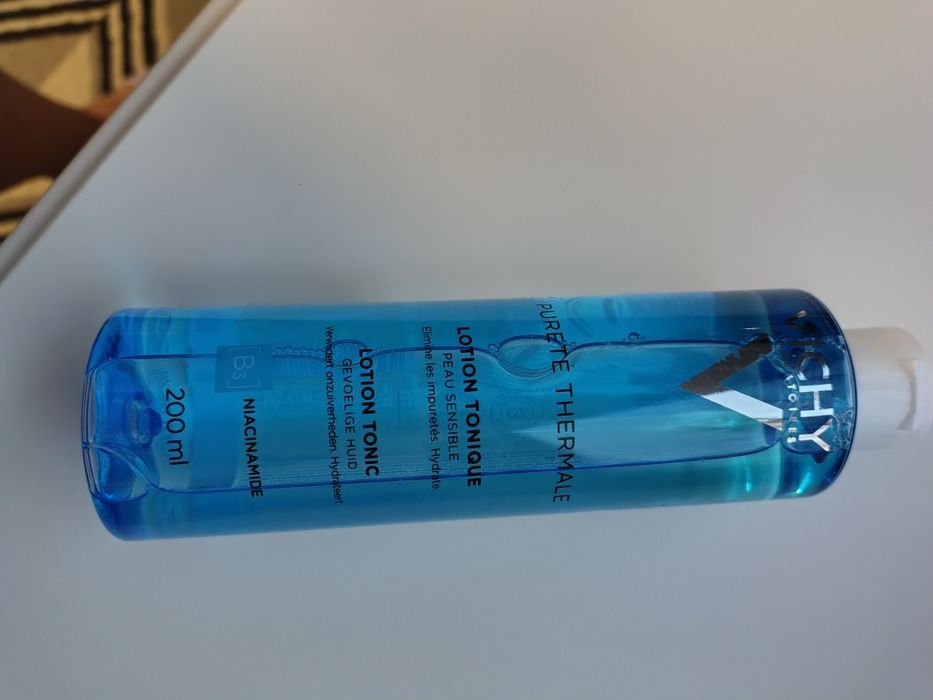 VICHY
LABORATOIRES
PURETÉ THERMALE
LOTION TONIQUE
PEAU SENSIBLE
Élimine les impuretés. Hydrate.
LOTION TONIC
GEVOELIGE HUID
Verwijdert onzuiverheden. Hydrateert.
[B3]
NIACINAMIDE
200 ml